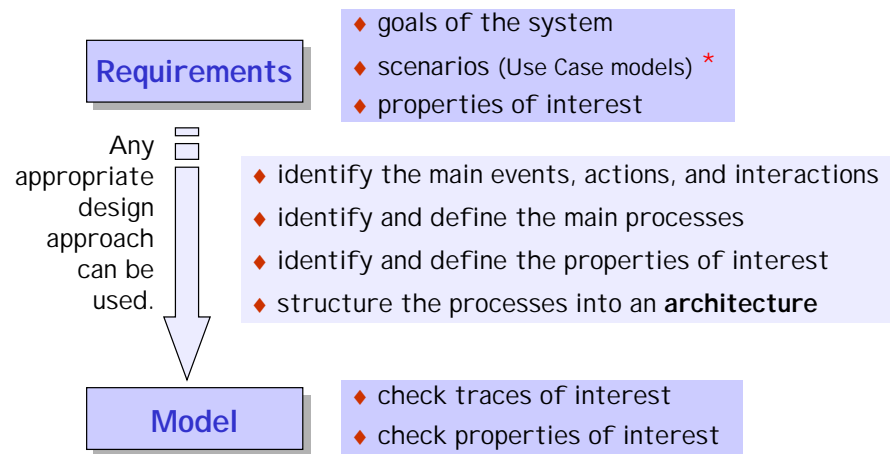 ♦ goals of the system
Requirements
♦ scenarios (Use Case models) *
♦ properties of interest
Any
appropriate
design
approach
can be
used.
♦ identify the main events, actions, and interactions
♦ identify and define the main processes
♦ identify and define the properties of interest
♦ structure the processes into an architecture
Model
♦ check traces of interest
♦ check properties of interest